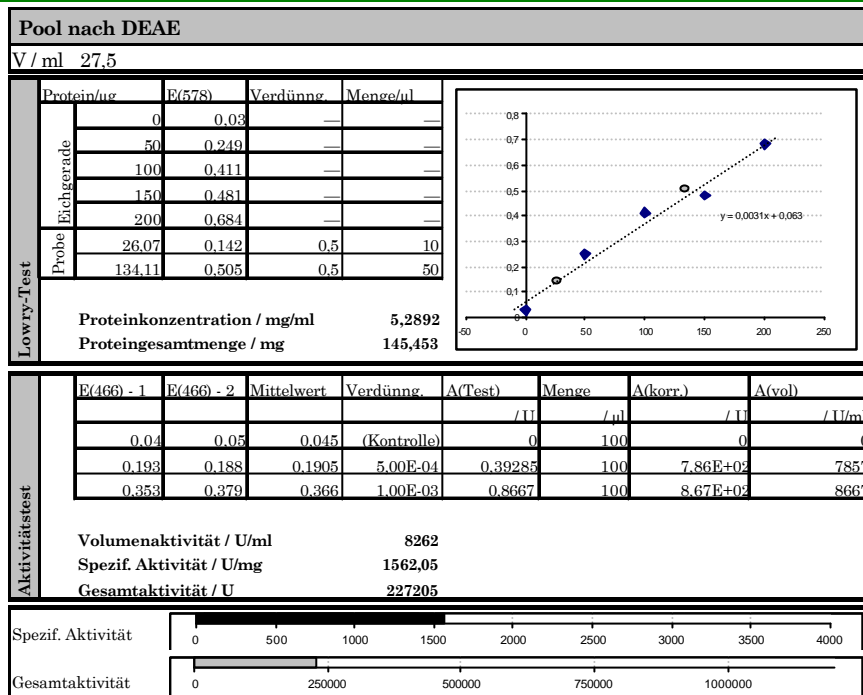 Pool nach DEAE
V / ml 27,5
Lowry-Test
Protein/µg E(578) Verdünng. Menge/µl
Eichgerade
0 0,03 — —
50 0,249 — —
100 0,411 — —
150 0,481 — —
200 0,684 — —
Probe
26,07 0,142 0,5 10
134,11 0,505 0,5 50
Proteinkonzentration / mg/ml 5,2892
Proteingesamtmenge / mg 145,453
0,8
0,7
0,6
0,5
0,4
0,3
0,2
0,1
0
y = 0,0031x + 0,063
-50 0 50 100 150 200 250
Aktivitätstest
E(466) - 1 E(466) - 2 Mittelwert Verdünng. A(Test) Menge A(korr.) A(vol)
/ U / µl / U / U/ml
0,04 0,05 0,045 (Kontrolle) 0 100 0 0
0,193 0,188 0,1905 5,00E-04 0,39285 100 7,86E+02 7857
0,353 0,379 0,366 1,00E-03 0,8667 100 8,67E+02 8667
Volumenaktivität / U/ml 8262
Spezif. Aktivität / U/mg 1562,05
Gesamtaktivität / U 227205
Spezif. Aktivität
0 500 1000 1500 2000 2500 3000 3500 4000
Gesamtaktivität
0 250000 500000 750000 1000000